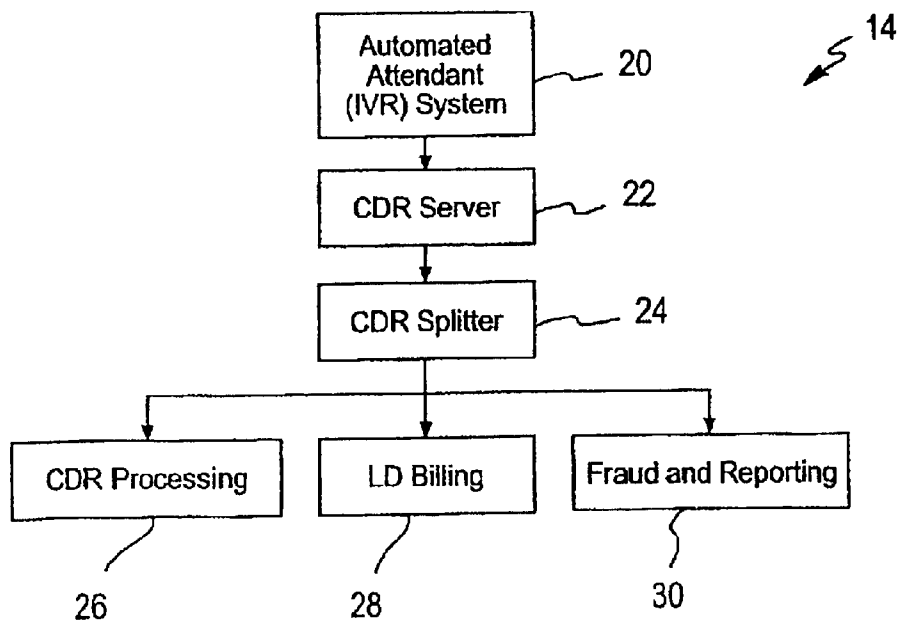 Automated
Attendant
(IVR) System
20
14
CDR Server
22
CDR Splitter
24
CDR Processing
LD Billing
Fraud and Reporting
26
28
30